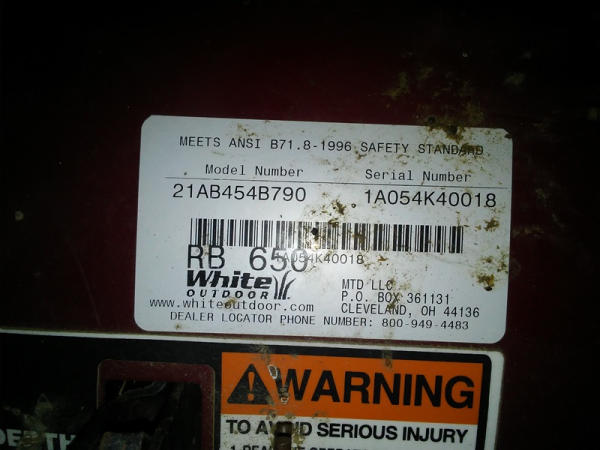 MEETS ANSI B71.8-1996 SAFETY STANDARD
Model Number Serial Number
21AB454B790 1A054K40018
1A054K40018
RB 650
White
OUTDOOR
www.whiteoutdoor.com
MTD LLC
P.O. BOX 361131
CLEVELAND, OH 44136
DEALER LOCATOR PHONE NUMBER: 800-949-4483
WARNING
TO AVOID SERIOUS INJURY